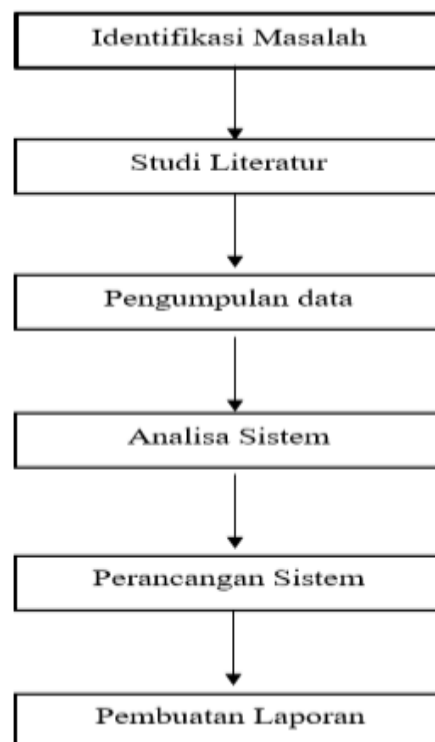 Identifikasi Masalah
Studi Literatur
Pengumpulan data
Analisa Sistem
Perancangan Sistem
Pembuatan Laporan